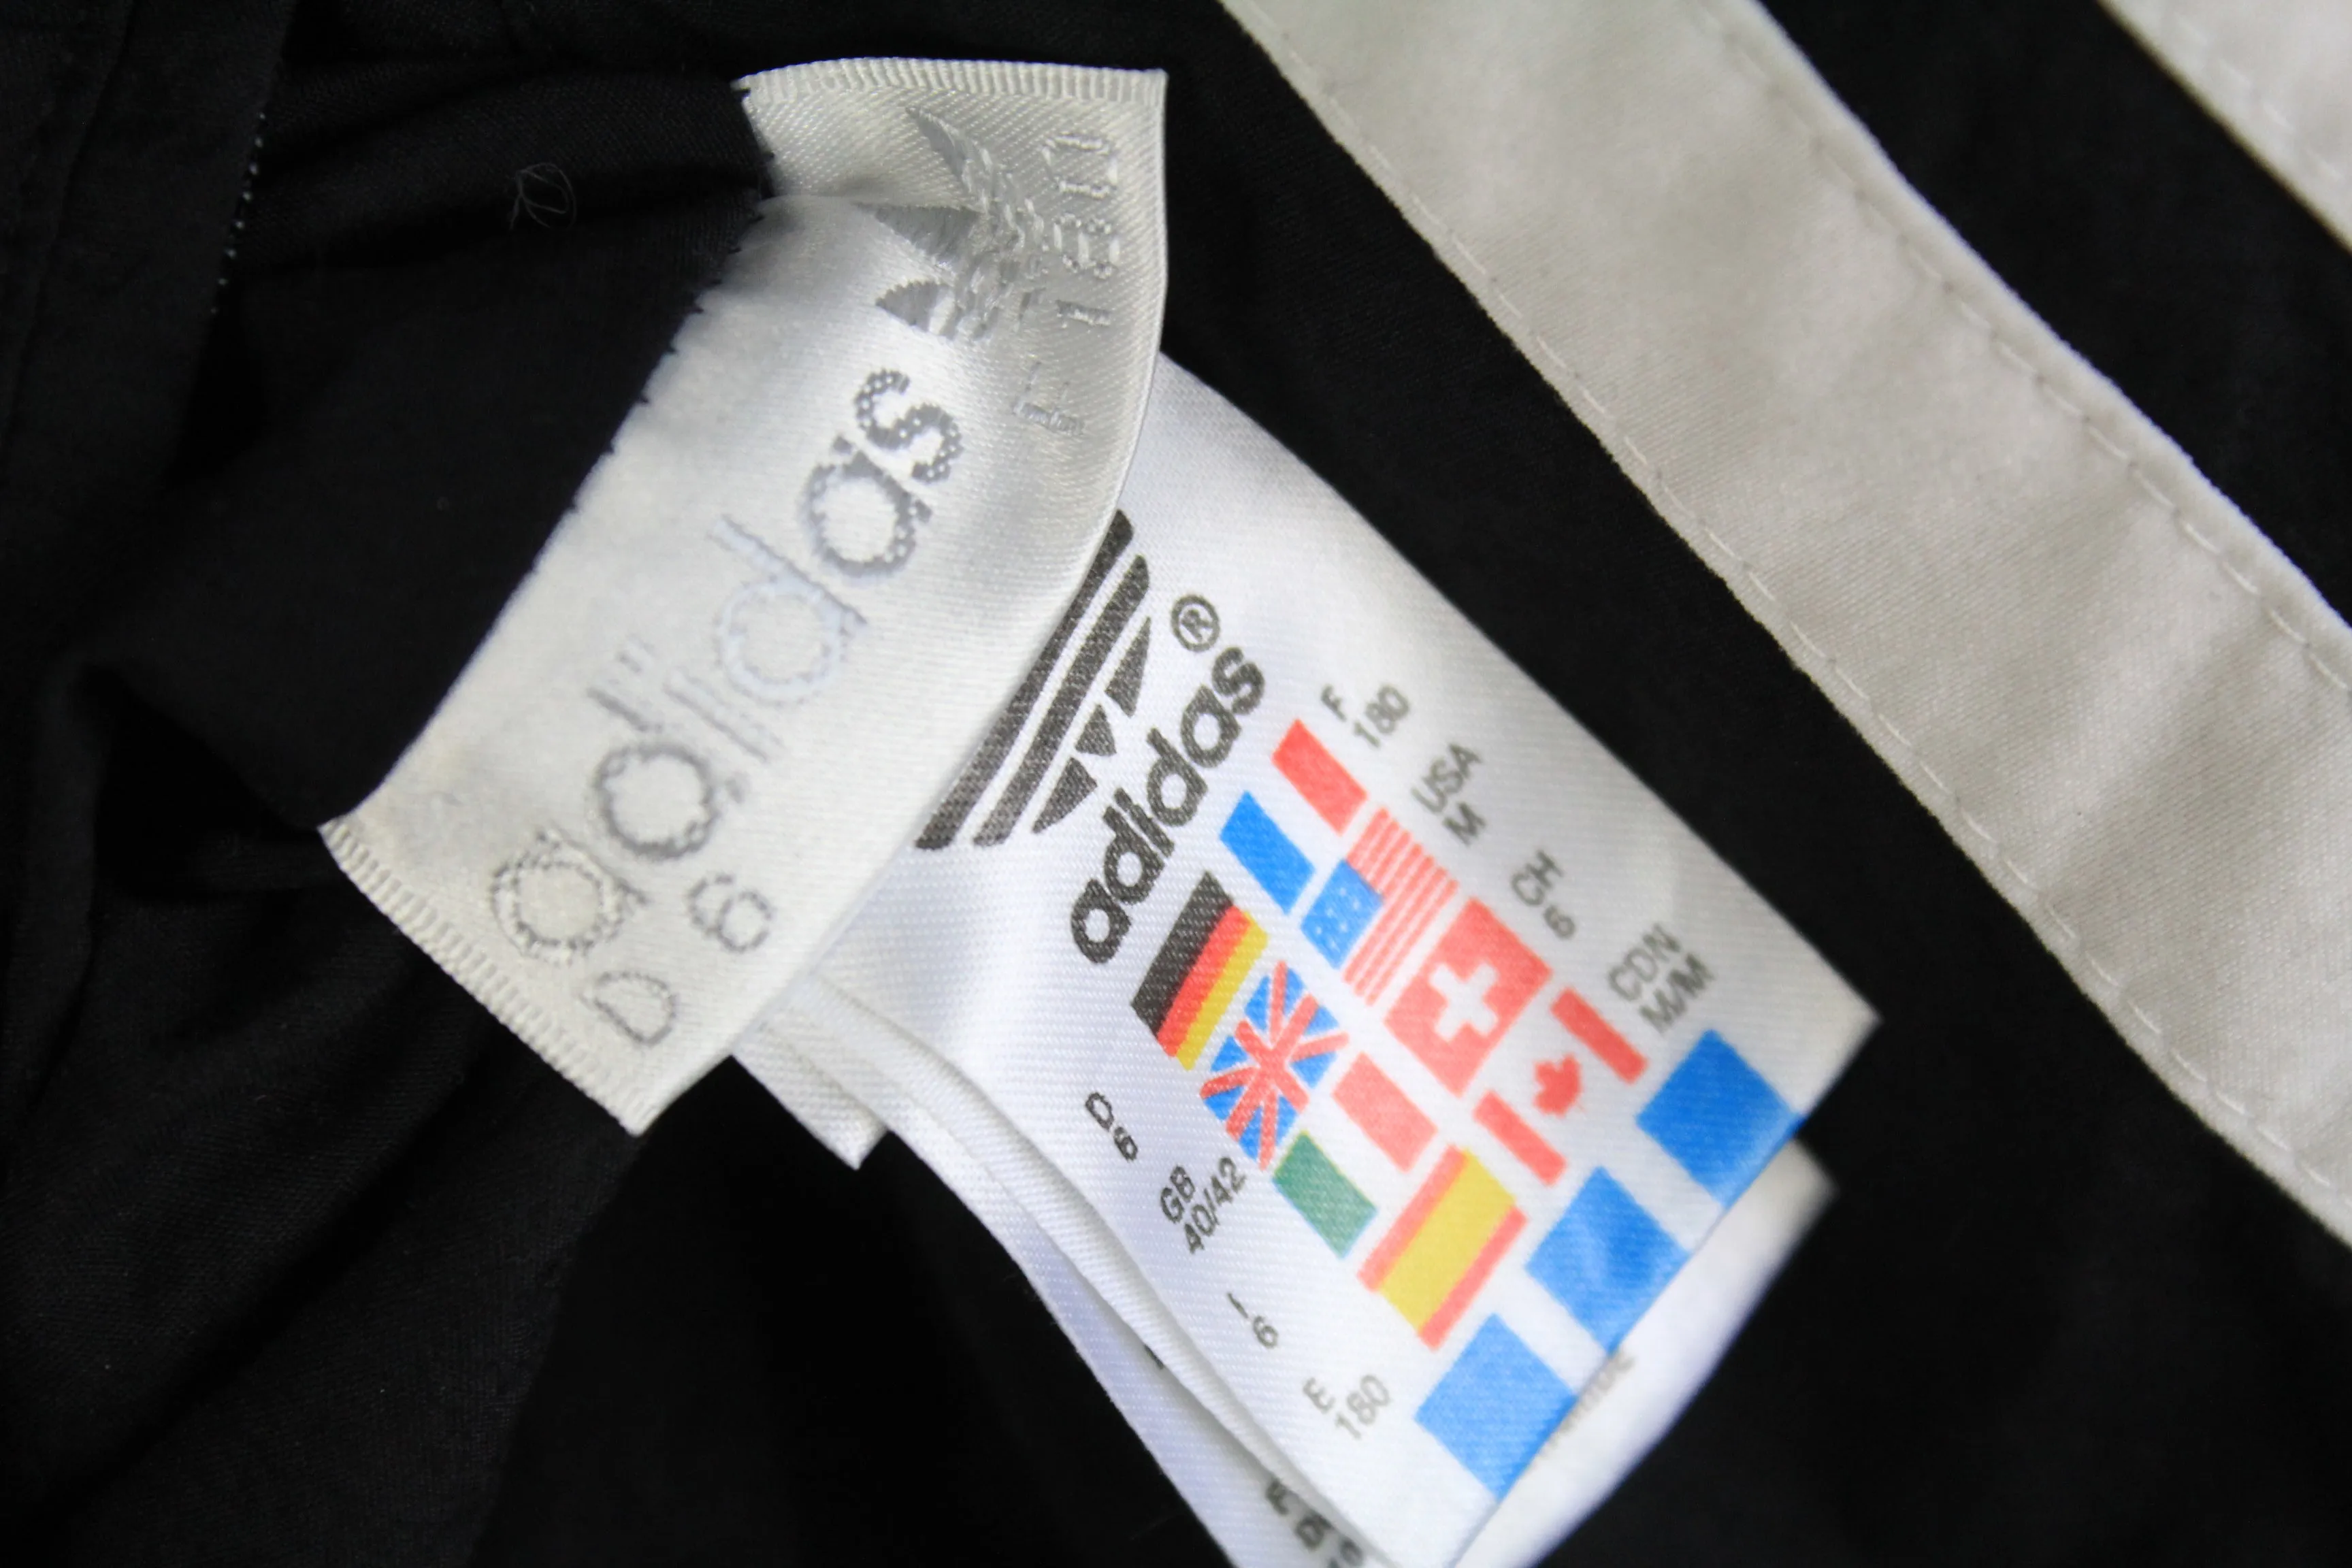 adidas
D 6
F 180
adidas®
F
180
USA
M
CH
6
CDN
M/M
D
6
GB
40/42
I
6
E
180